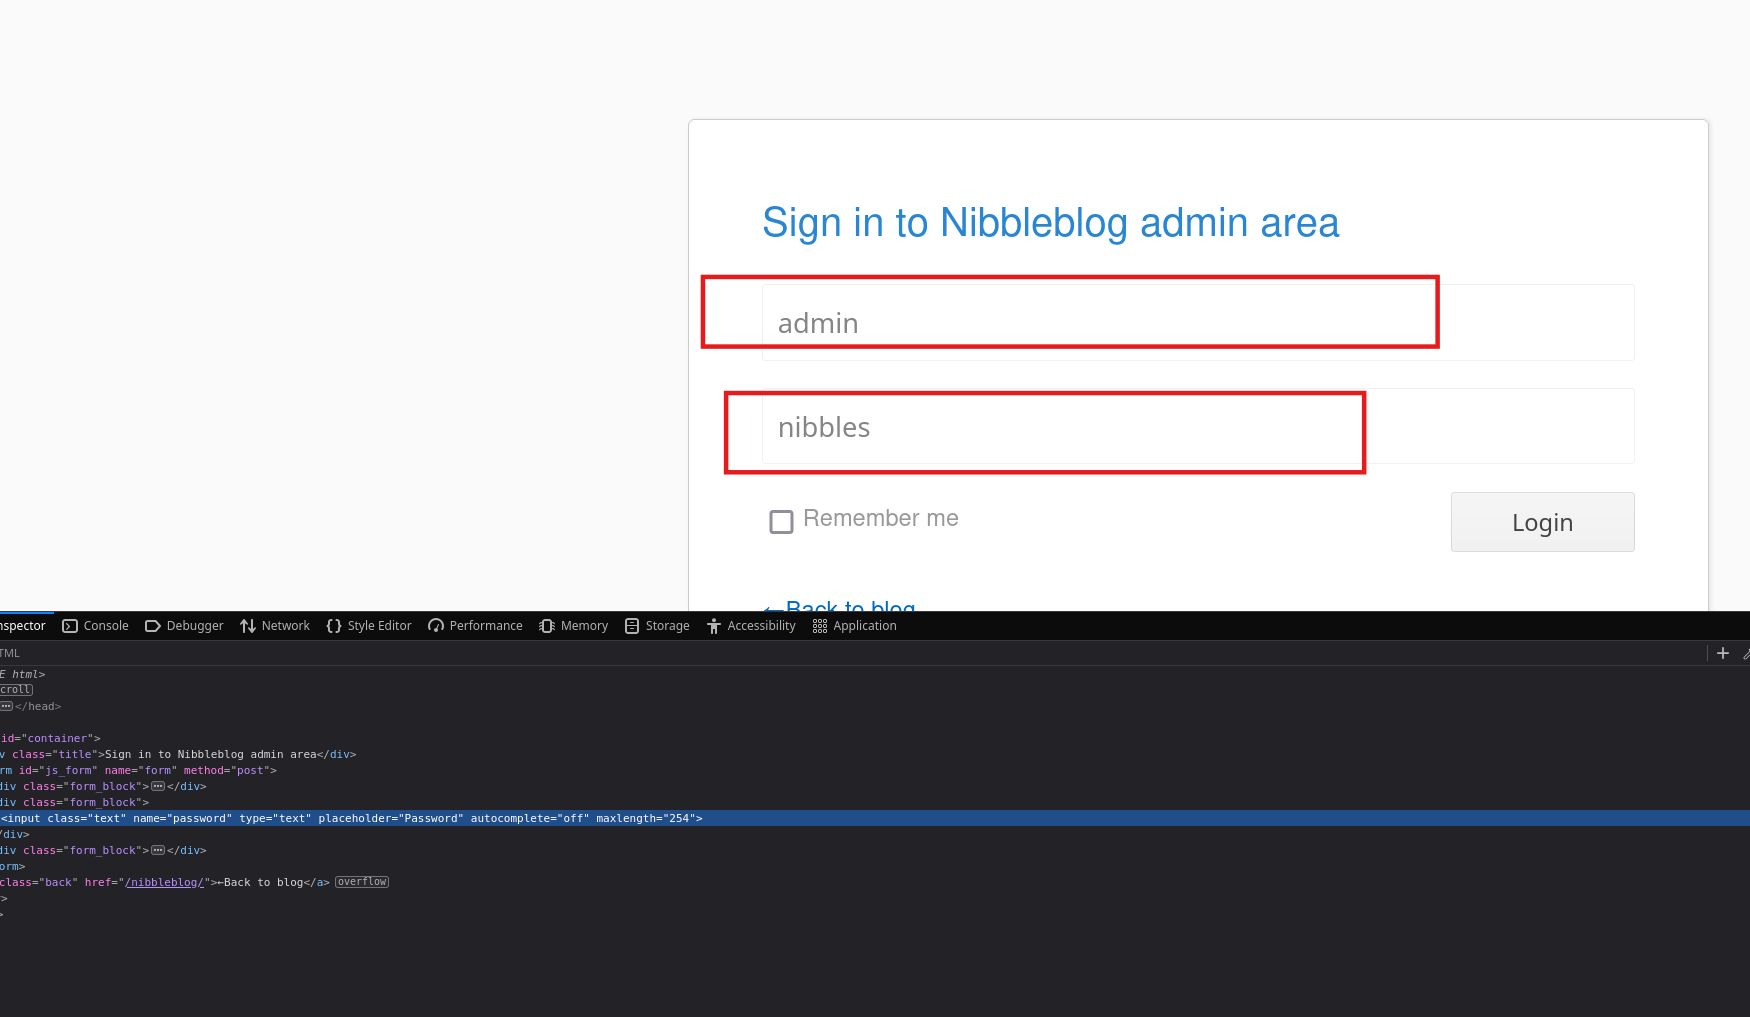 Sign in to Nibbleblog admin area
admin
nibbles
Remember me
Login
←Back to blog
nspector Console Debugger Network Style Editor Performance Memory Storage Accessibility Application
TML
E html>
croll
</head>
id="container">
v class="title">Sign in to Nibbleblog admin area</div>
rm id="js_form" name="form" method="post">
div class="form_block"></div>
div class="form_block">
<input class="text" name="password" type="text" placeholder="Password" autocomplete="off" maxlength="254">
/div>
div class="form_block"></div>
orm>
class="back" href="/nibbleblog/">←Back to blog</a> overflow
>
>